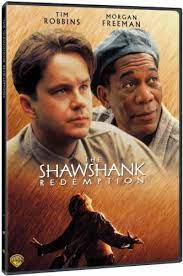 TIM ROBBINS
MORGAN FREEMAN
THE
SHAWSHANK
REDEMPTION